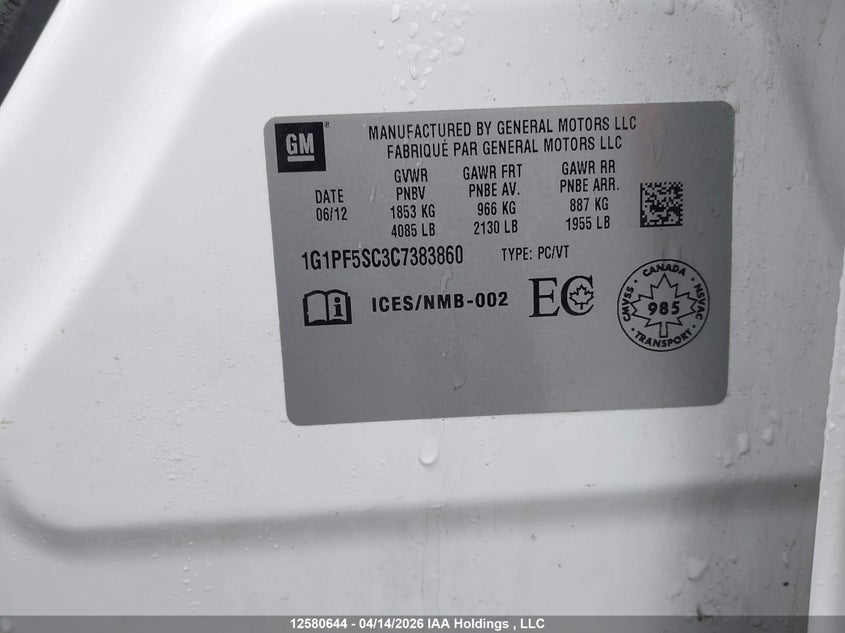 GM
MANUFACTURED BY GENERAL MOTORS LLC
FABRIQUÉ PAR GENERAL MOTORS LLC
DATE
06/12
GVWR
PNBV
1853 KG
4085 LB
GAWR FRT
PNBE AV.
966 KG
2130 LB
GAWR RR
PNBE ARR.
887 KG
1955 LB
1G1PF5SC3C7383860 TYPE: PC/VT
i ICES/NMB-002 EC
CANADA
CMVSS 985 NSVAC
TRANSPORT
12580644 - 04/14/2026 IAA Holdings , LLC